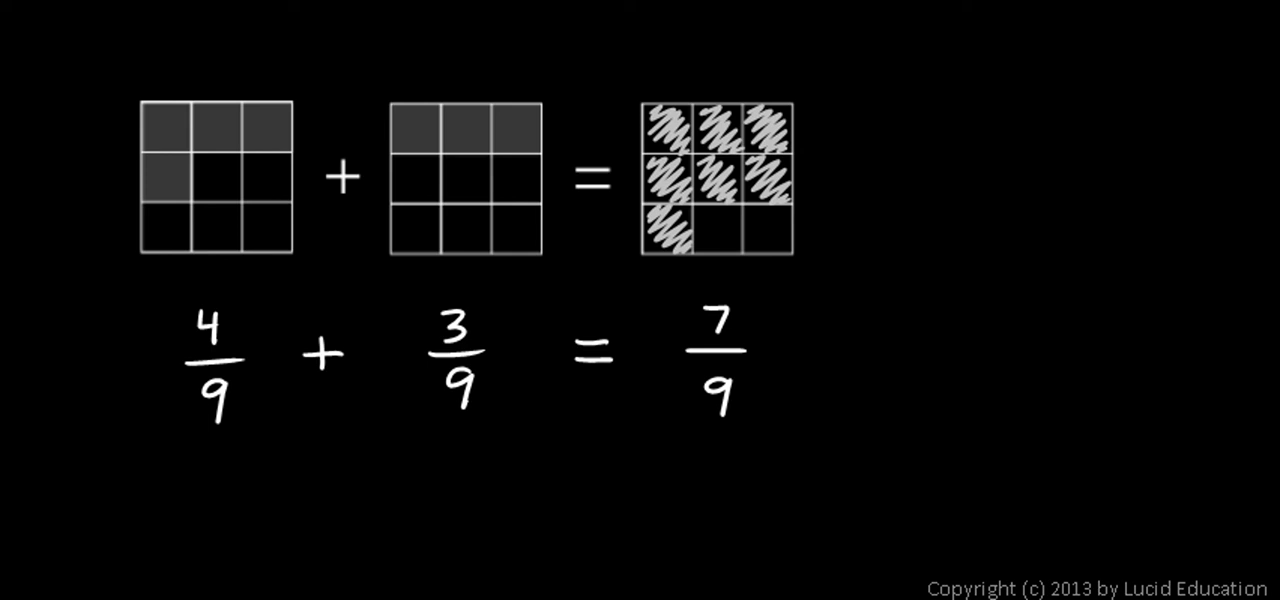 + =
4/9 + 3/9 = 7/9
Copyright (c) 2013 by Lucid Education